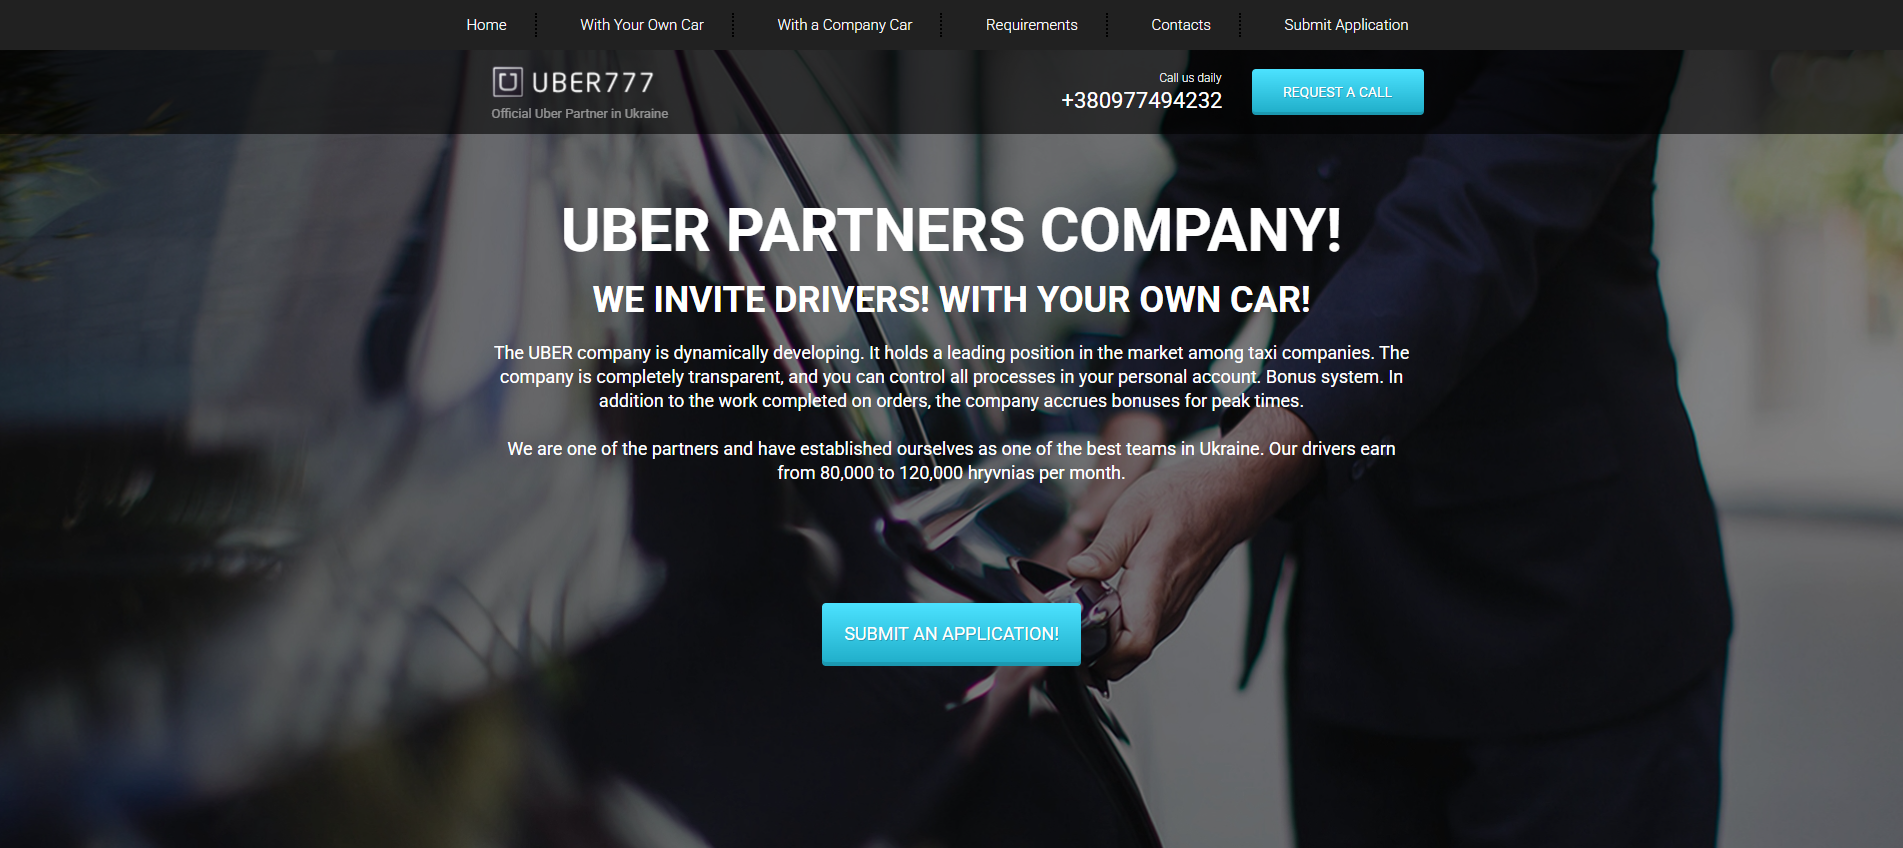 Home
With Your Own Car
With a Company Car
Requirements
Contacts
Submit Application
UBER777
Official Uber Partner in Ukraine
Call us daily
+380977494232
REQUEST A CALL
UBER PARTNERS COMPANY!
WE INVITE DRIVERS! WITH YOUR OWN CAR!
The UBER company is dynamically developing. It holds a leading position in the market among taxi companies. The
company is completely transparent, and you can control all processes in your personal account. Bonus system. In
addition to the work completed on orders, the company accrues bonuses for peak times.
We are one of the partners and have established ourselves as one of the best teams in Ukraine. Our drivers earn
from 80,000 to 120,000 hryvnias per month.
SUBMIT AN APPLICATION!